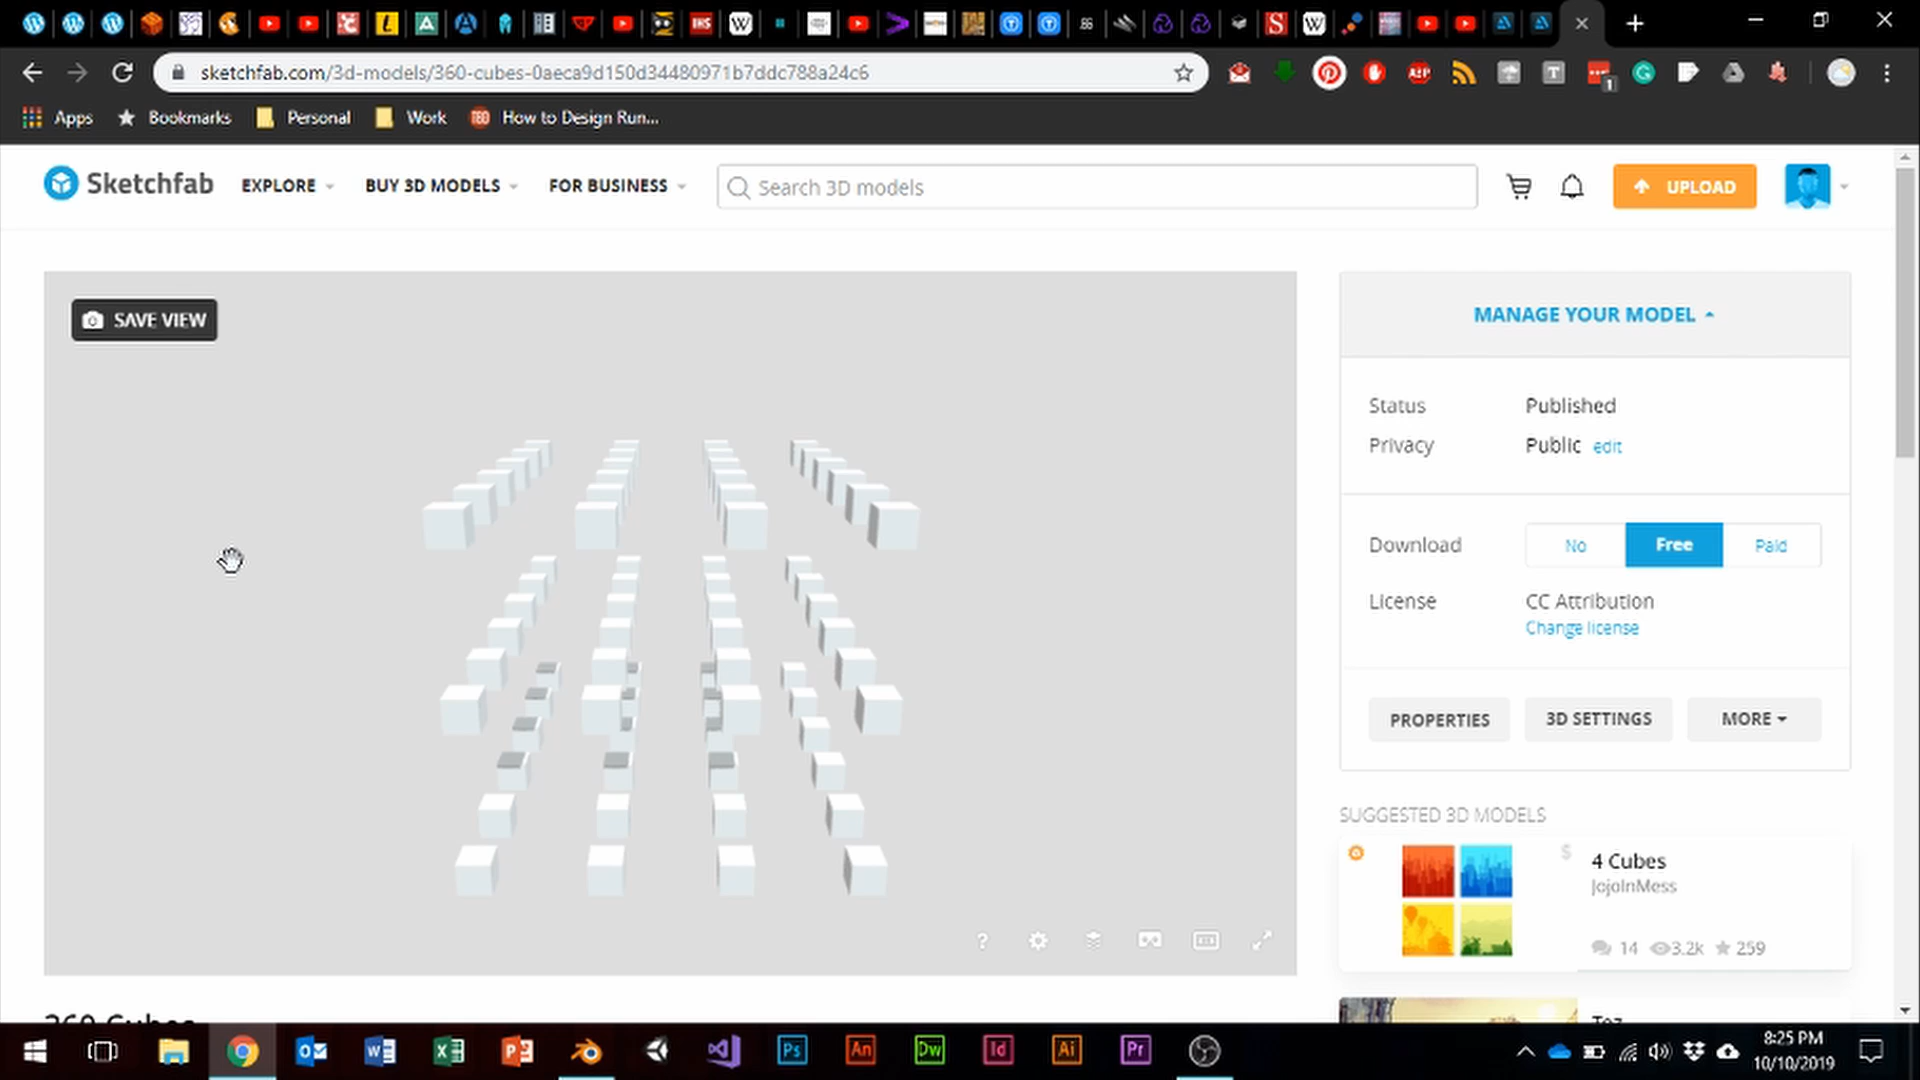 sketchfab.com/3d-models/360-cubes-0aeca9d150d34480971b7ddc788a24c6
Apps
Bookmarks
Personal
Work
How to Design Run...
Sketchfab
EXPLORE
BUY 3D MODELS
FOR BUSINESS
Search 3D models
UPLOAD
SAVE VIEW
MANAGE YOUR MODEL
Status
Published
Privacy
Public edit
Download
No
Free
Paid
License
CC Attribution
Change license
PROPERTIES
3D SETTINGS
MORE
SUGGESTED 3D MODELS
4 Cubes
JojoInMess
14
3.2k
259
360 Cubes
8:25 PM
10/10/2019